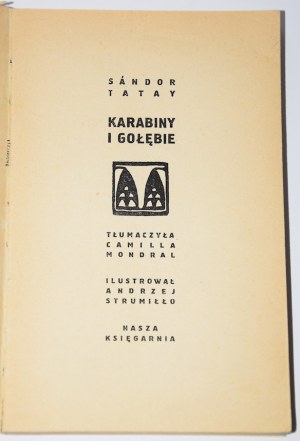 SÁNDOR
TATAY
KARABINY
I GOŁĘBIE
TŁUMACZYŁA
CAMILLA
MONDRAL
ILUSTROWAŁ
ANDRZEJ
STRUMIŁŁO
NASZA
KSIĘGARNIA